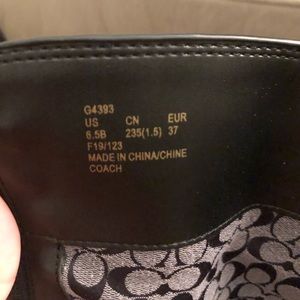 G4393
US CN EUR
6.5B 235(1.5) 37
F19/123
MADE IN CHINA/CHINE
COACH